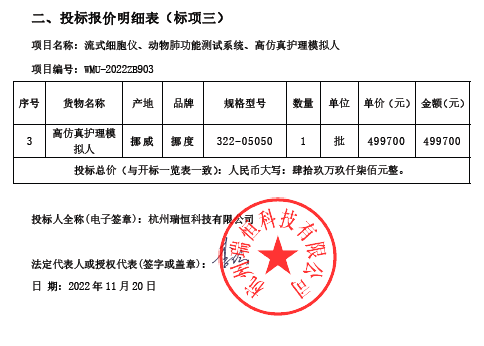 二、投标报价明细表（标项三）
项目名称：流式细胞仪、动物肺功能测试系统、高仿真护理模拟人
项目编号：WMU-2022ZB903
序号 货物名称 产地 品牌 规格型号 数量 单位 单价（元） 金额（元）
3 高仿真护理模拟人 挪威 挪度 322-05050 1 批 499700 499700
投标总价（与开标一览表一致）：人民币大写：肆拾玖万玖仟柒佰元整。
投标人全称(电子签章)：杭州瑞恒科技有限公司
法定代表人或授权代表(签字或盖章)：
日 期：2022 年 11 月 20 日
杭州瑞恒科技有限公司